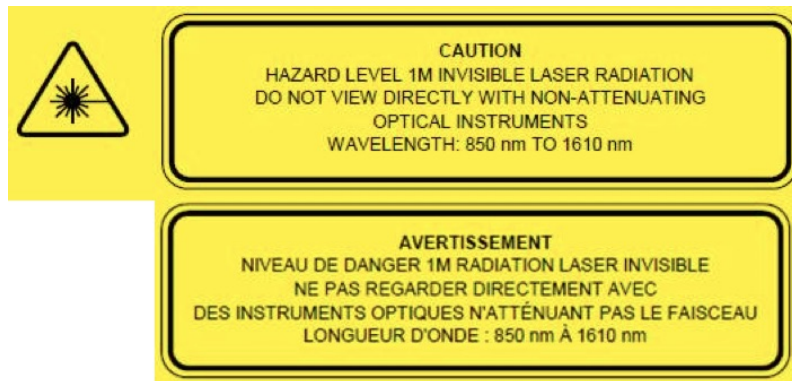 CAUTION
HAZARD LEVEL 1M INVISIBLE LASER RADIATION
DO NOT VIEW DIRECTLY WITH NON-ATTENUATING
OPTICAL INSTRUMENTS
WAVELENGTH: 850 nm TO 1610 nm
AVERTISSEMENT
NIVEAU DE DANGER 1M RADIATION LASER INVISIBLE
NE PAS REGARDER DIRECTEMENT AVEC
DES INSTRUMENTS OPTIQUES N'ATTÉNUANT PAS LE FAISCEAU
LONGUEUR D'ONDE : 850 nm À 1610 nm